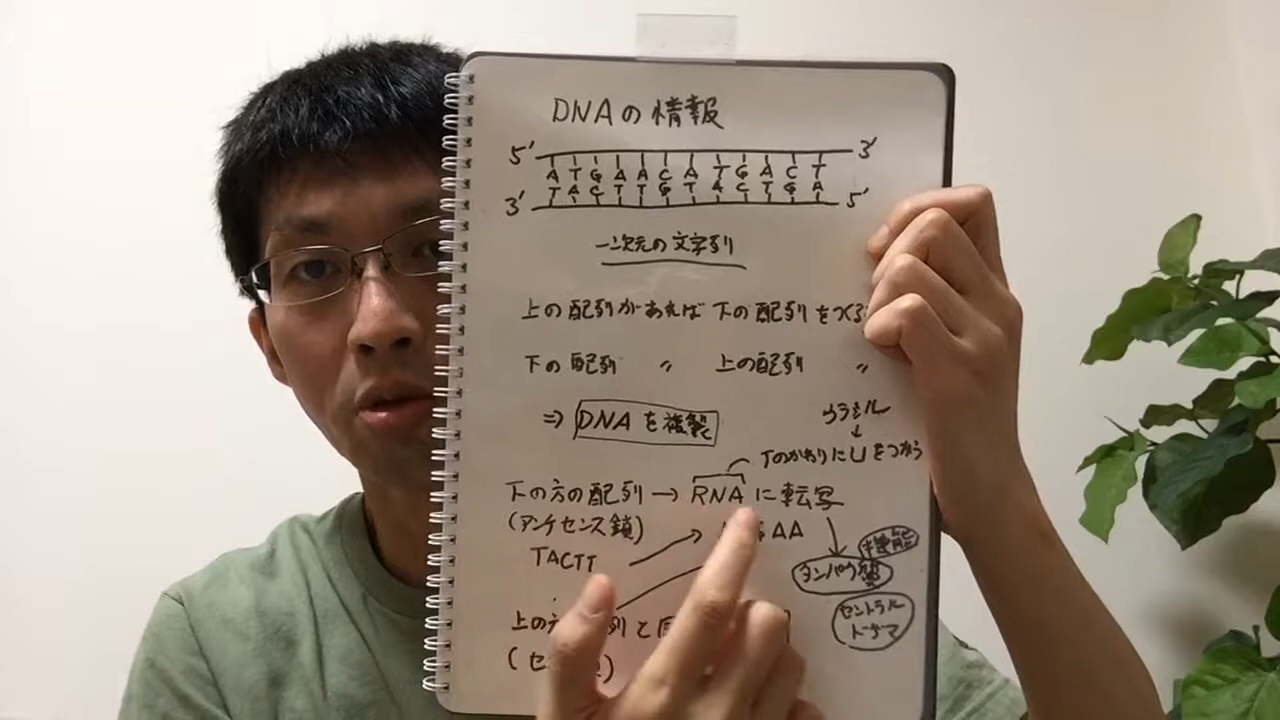 DNAの情報
5' 3'
A T G A A C A T G A C T
T A C T T G T A C T G A
3' 5'
一次元の文字列
上の配列があれば 下の配列をつくる
下の配列 〃 上の配列 〃
⇒ DNAを複製
ウラシル
↓
TのかわりにUをつかう
下の方の配列 → RNAに転写
(アンチセンス鎖) AA
TACTT
機能
タンパク質
セントラル
ドグマ
上の 列と
(セ )